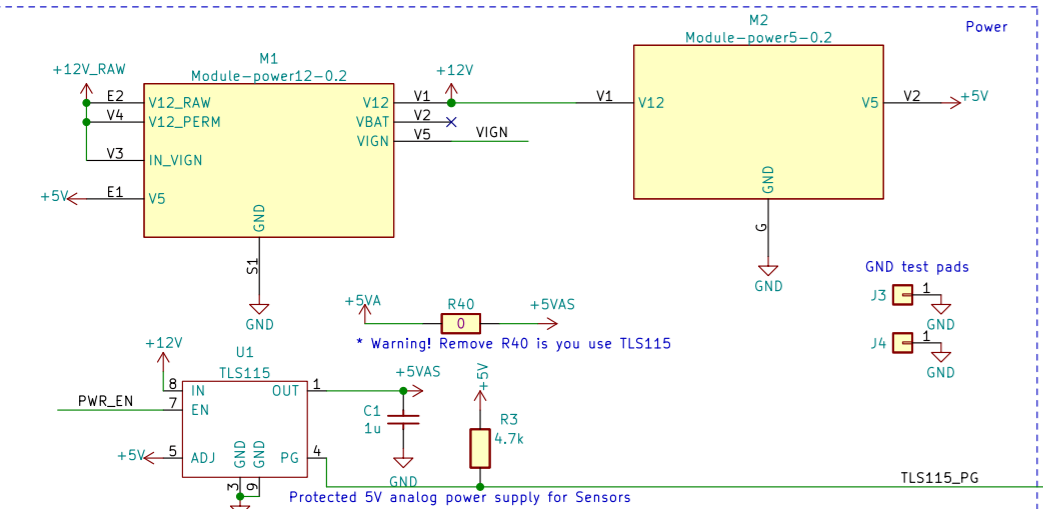 Power
M1
Module-power12-0.2
+12V_RAW
E2
V12_RAW
V4
V12_PERM
V3
IN_VIGN
+5V
E1
V5
V12
V1
+12V
VBAT
V2
VIGN
V5
VIGN
GND
S1
GND
M2
Module-power5-0.2
V1
V12
V5
V2
+5V
GND
G
GND
GND test pads
J3
1
GND
J4
1
GND
+5VA
R40
0
+5VAS
* Warning! Remove R40 is you use TLS115
+12V
U1
TLS115
8
IN
OUT
1
+5VAS
PWR_EN
7
EN
C1
1u
GND
+5V
5
ADJ
GND
GND
PG
4
3
9
+5V
R3
4.7k
TLS115_PG
Protected 5V analog power supply for Sensors